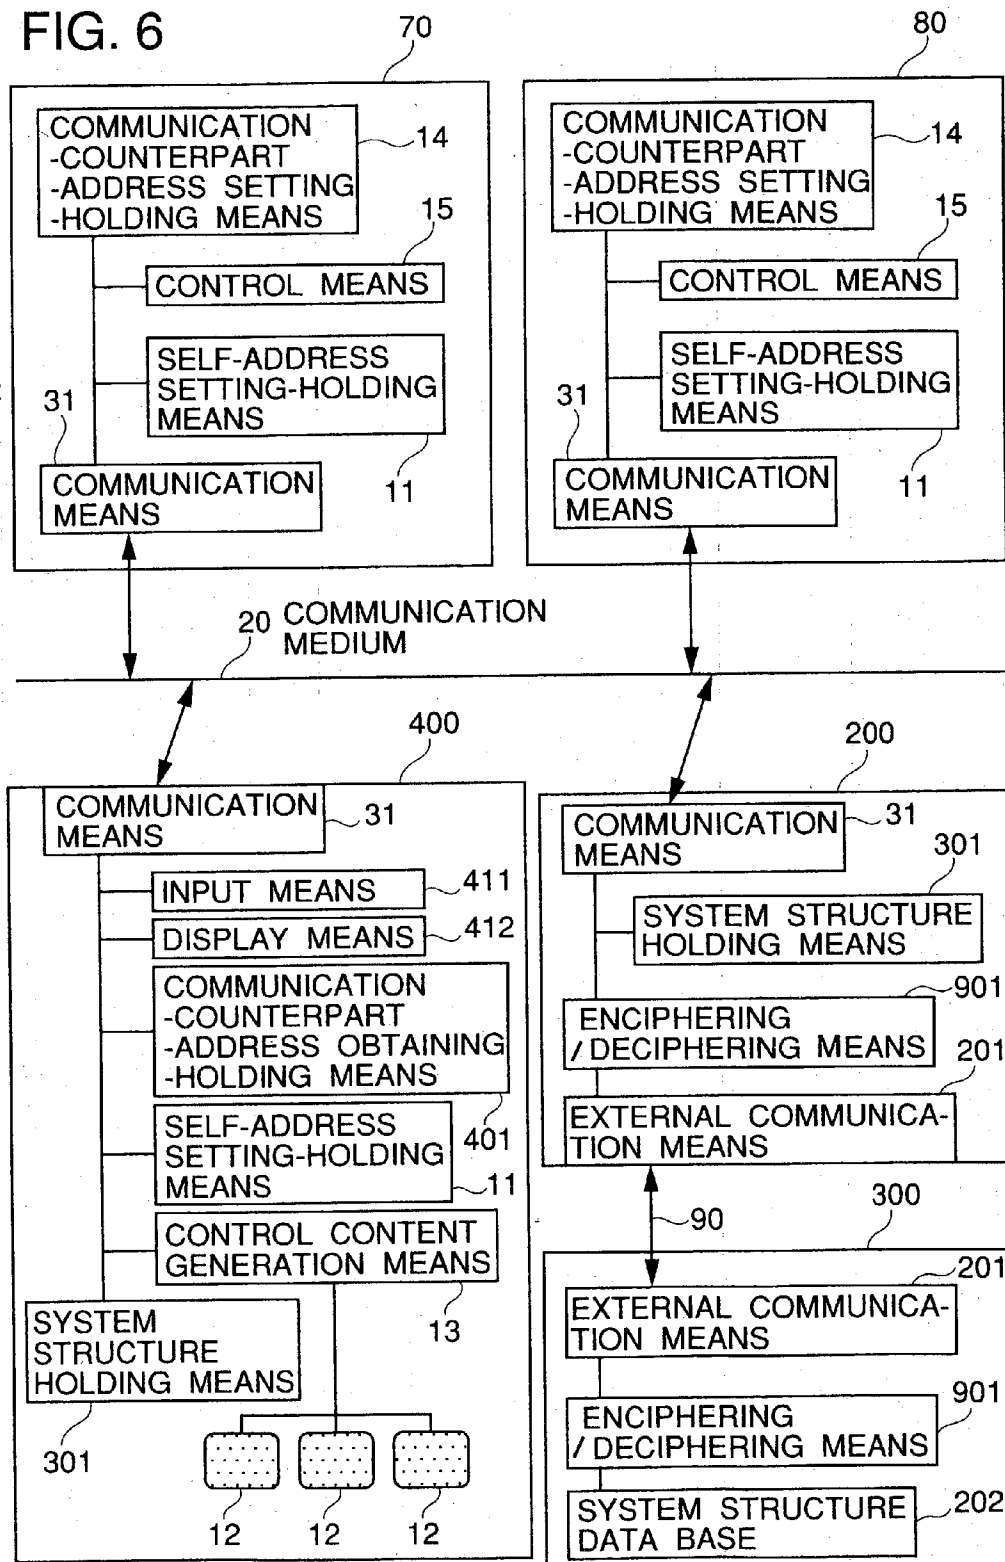 FIG. 6
70
80
COMMUNICATION
-COUNTERPART
-ADDRESS SETTING
-HOLDING MEANS
14
15
CONTROL MEANS
SELF-ADDRESS
SETTING-HOLDING
MEANS
31
11
COMMUNICATION
MEANS
COMMUNICATION
-COUNTERPART
-ADDRESS SETTING
-HOLDING MEANS
14
15
CONTROL MEANS
SELF-ADDRESS
SETTING-HOLDING
MEANS
31
11
COMMUNICATION
MEANS
20 COMMUNICATION
MEDIUM
400
COMMUNICATION
MEANS
31
INPUT MEANS
411
DISPLAY MEANS
412
COMMUNICATION
-COUNTERPART
-ADDRESS OBTAINING
-HOLDING MEANS
401
SELF-ADDRESS
SETTING-HOLDING
MEANS
11
CONTROL CONTENT
GENERATION MEANS
13
SYSTEM
STRUCTURE
HOLDING MEANS
301
12 12 12
200
COMMUNICATION
MEANS
31
301
SYSTEM STRUCTURE
HOLDING MEANS
901
ENCIPHERING
/DECIPHERING MEANS
201
EXTERNAL COMMUNICA-
TION MEANS
90
300
201
EXTERNAL COMMUNICA-
TION MEANS
901
ENCIPHERING
/DECIPHERING MEANS
202
SYSTEM STRUCTURE
DATA BASE